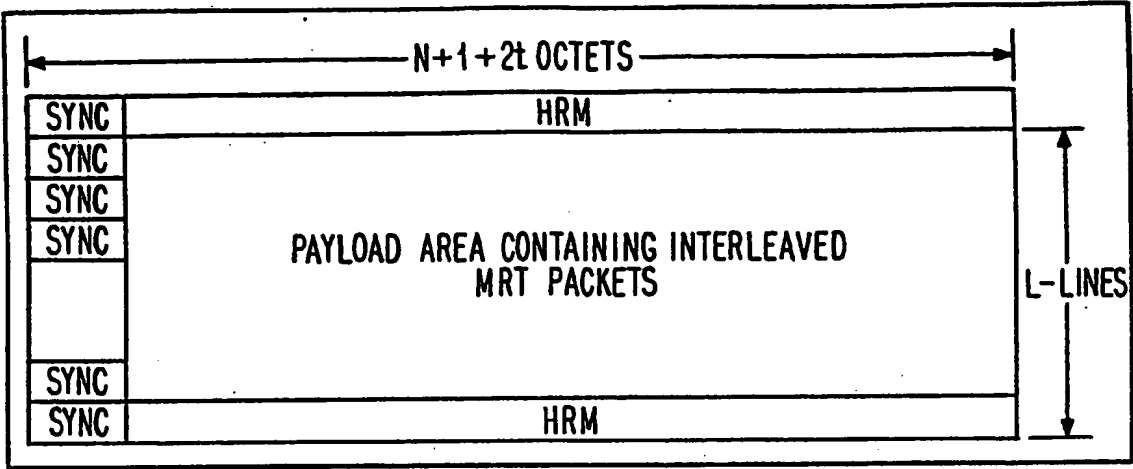 N+1+2t OCTETS
SYNC HRM
SYNC
SYNC
SYNC PAYLOAD AREA CONTAINING INTERLEAVED
MRT PACKETS
L-LINES
SYNC
SYNC HRM